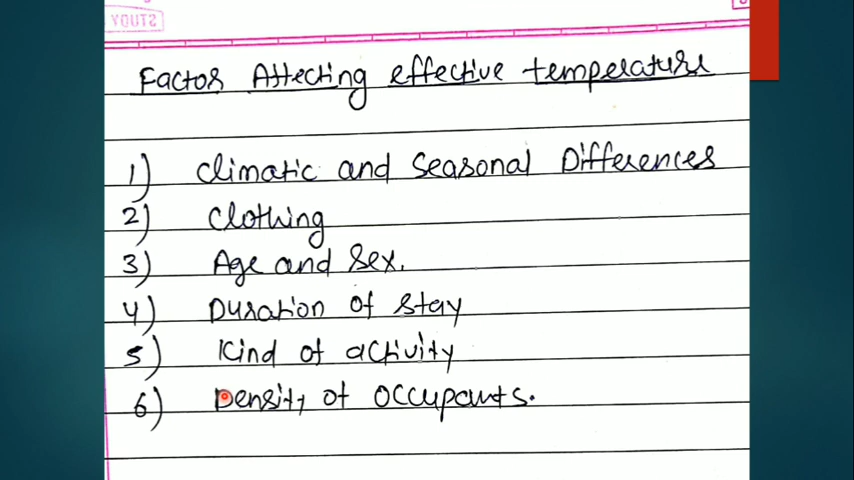 Factor Affecting effective temperature
1) Climatic and Seasonal Differences
2) Clothing
3) Age and Sex.
4) Duration of stay
5) Kind of activity
6) Density of occupants.